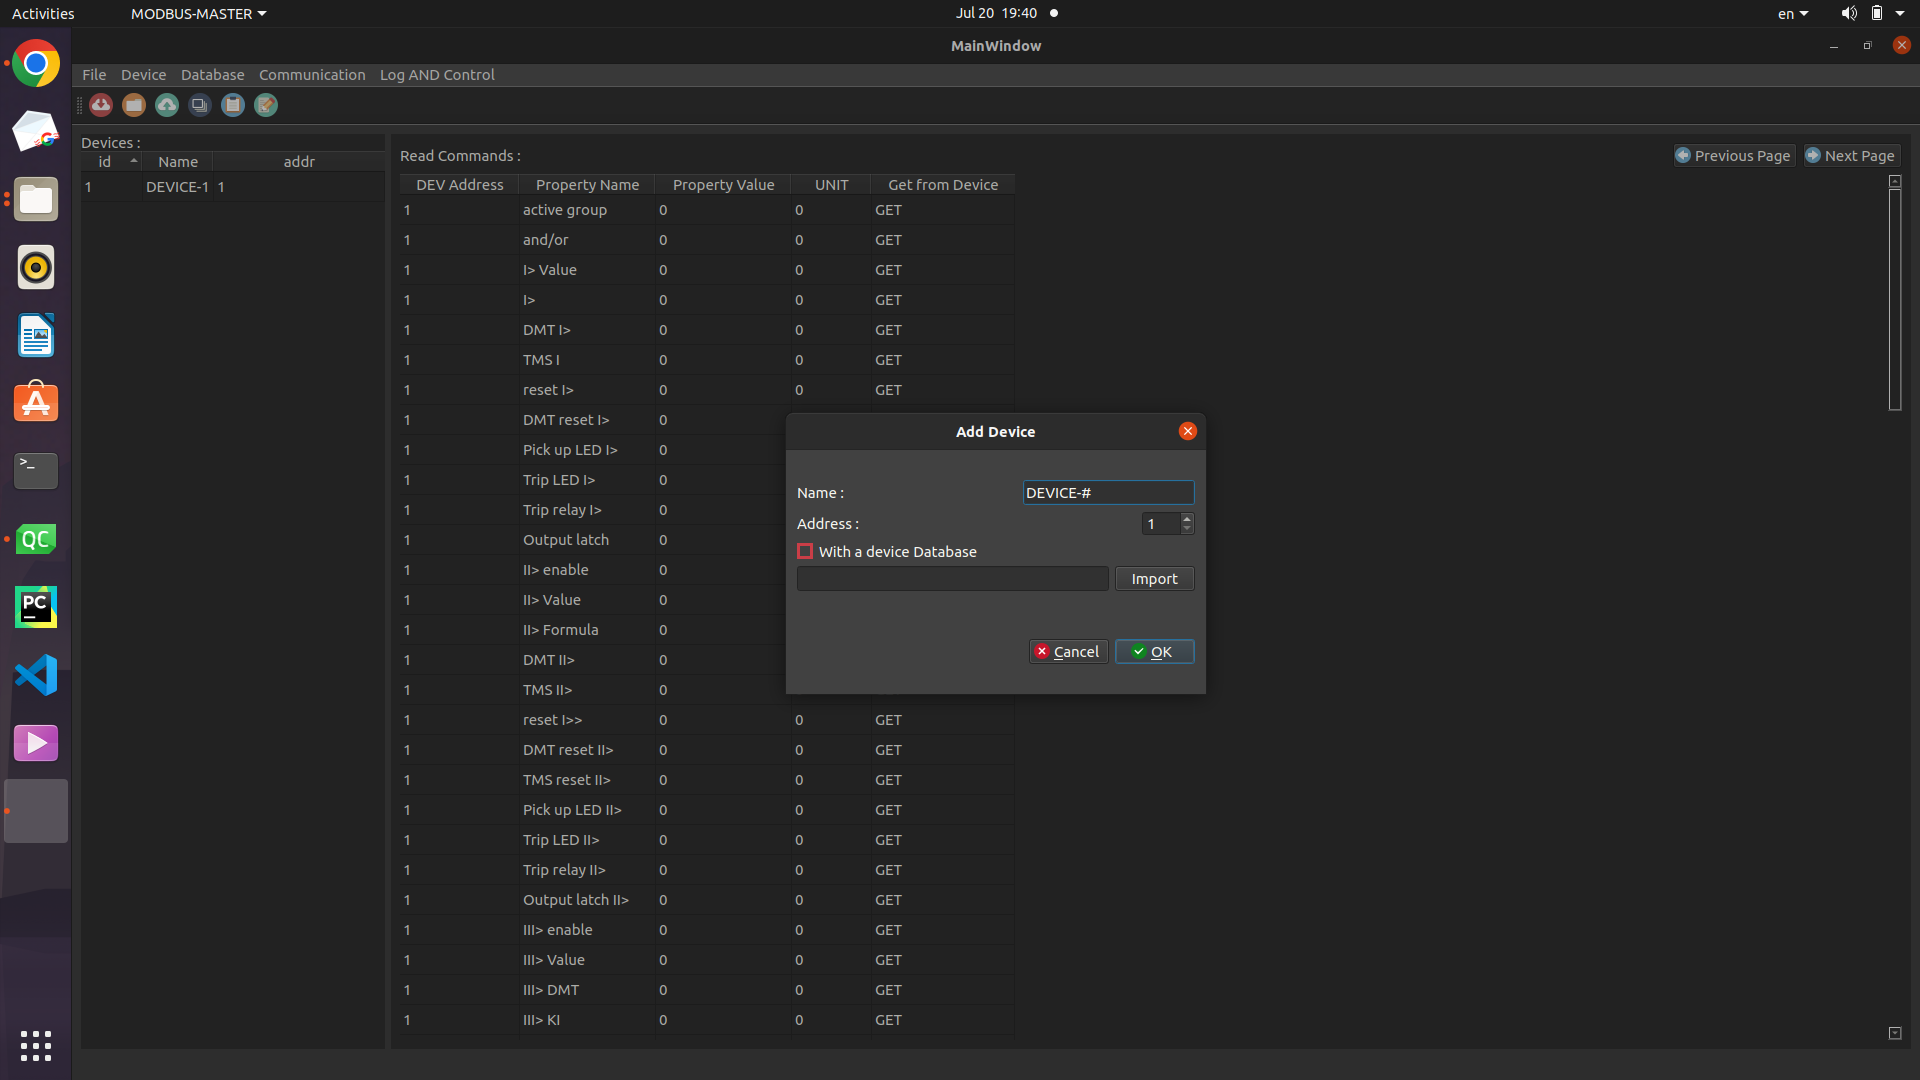 Activities MODBUS-MASTER Jul 20 19:40 en
MainWindow
File Device Database Communication Log AND Control
Devices :
id Name addr
1 DEVICE-1 1
Read Commands :
Previous Page Next Page
DEV Address Property Name Property Value UNIT Get from Device
1 active group 0 0 GET
1 and/or 0 0 GET
1 I> Value 0 0 GET
1 I> 0 0 GET
1 DMT I> 0 0 GET
1 TMS I 0 0 GET
1 reset I> 0 0 GET
1 DMT reset I> 0
1 Pick up LED I> 0
1 Trip LED I> 0
1 Trip relay I> 0
1 Output latch 0
1 II> enable 0
1 II> Value 0
1 II> Formula 0
1 DMT II> 0
1 TMS II> 0
1 reset I>> 0 0 GET
1 DMT reset II> 0 0 GET
1 TMS reset II> 0 0 GET
1 Pick up LED II> 0 0 GET
1 Trip LED II> 0 0 GET
1 Trip relay II> 0 0 GET
1 Output latch II> 0 0 GET
1 III> enable 0 0 GET
1 III> Value 0 0 GET
1 III> DMT 0 0 GET
1 III> KI 0 0 GET
Add Device
Name : DEVICE-#
Address : 1
With a device Database
Import
Cancel OK
G
>_
QC
PC